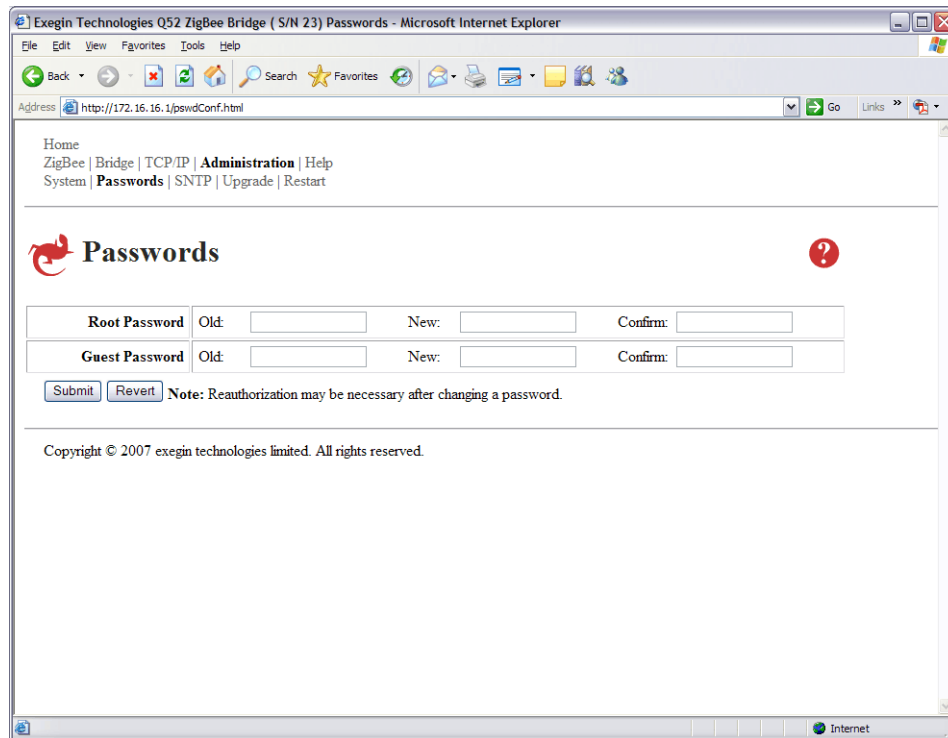 Exegin Technologies Q52 ZigBee Bridge ( S/N 23) Passwords - Microsoft Internet Explorer
File Edit View Favorites Tools Help
Back Search Favorites
Address http://172.16.16.1/pswdConf.html Go Links »
Home
ZigBee | Bridge | TCP/IP | Administration | Help
System | Passwords | SNTP | Upgrade | Restart
Passwords ?
Root Password Old: New: Confirm:
Guest Password Old: New: Confirm:
Submit Revert Note: Reauthorization may be necessary after changing a password.
Copyright © 2007 exegin technologies limited. All rights reserved.
Internet